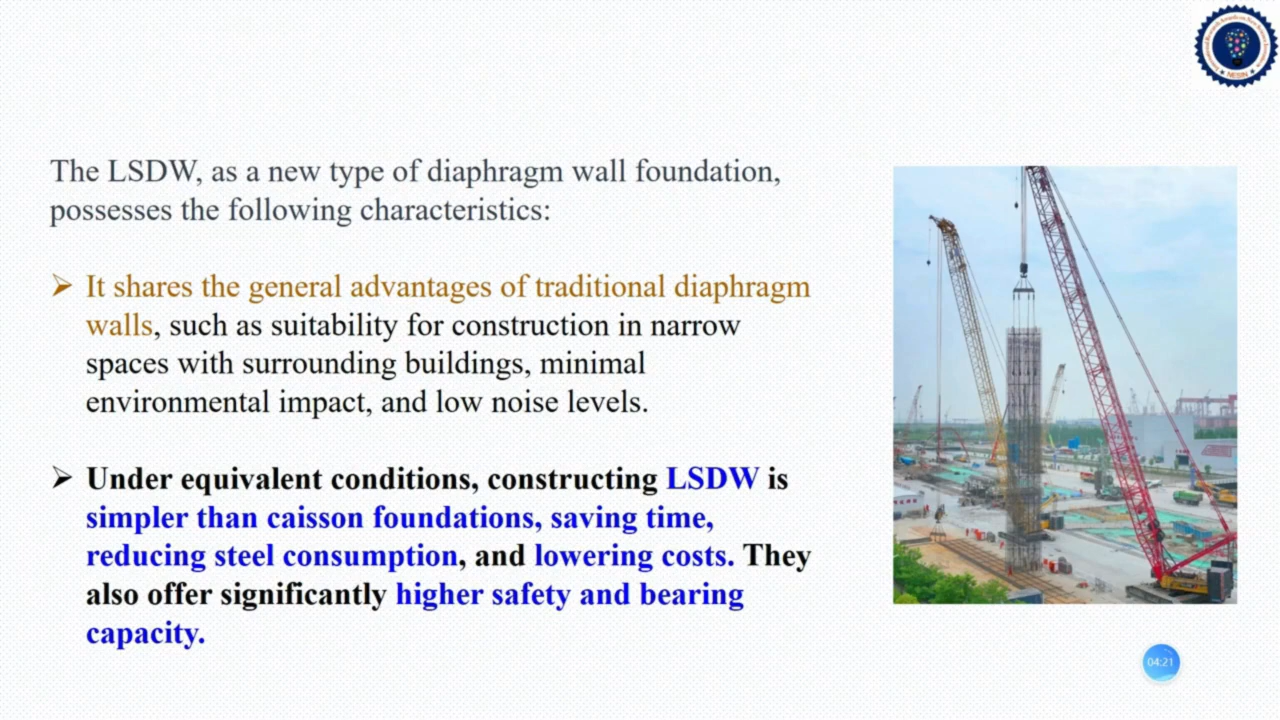 The LSDW, as a new type of diaphragm wall foundation,
possesses the following characteristics:
It shares the general advantages of traditional diaphragm
walls, such as suitability for construction in narrow
spaces with surrounding buildings, minimal
environmental impact, and low noise levels.
Under equivalent conditions, constructing LSDW is
simpler than caisson foundations, saving time,
reducing steel consumption, and lowering costs. They
also offer significantly higher safety and bearing
capacity.
04:21